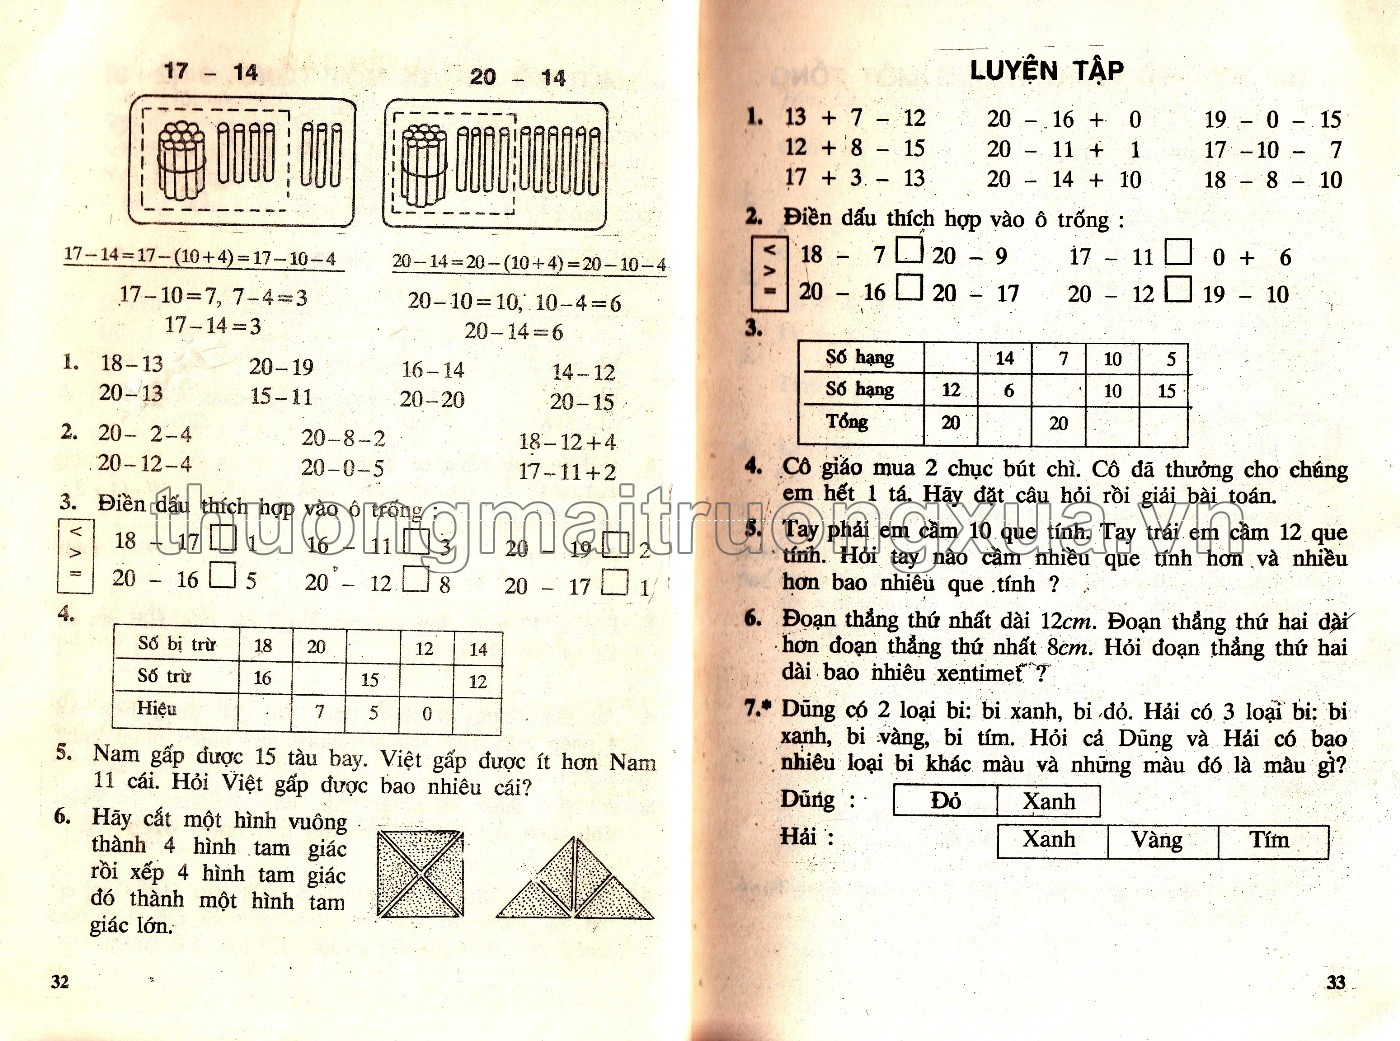 17 - 14
20 - 14
17-14=17-(10+4)=17-10-4
20-14=20-(10+4)=20-10-4
17-10=7, 7-4=3
20-10=10, 10-4=6
17-14=3
20-14=6
1. 18-13 20-19 16-14 14-12
20-13 15-11 20-20 20-15
2. 20- 2-4 20-8-2 18-12+4
20-12-4 20-0-5 17-11+2
3. Điền dấu thích hợp vào ô trống :
< > =
18 - 17 □ 1 16 - 11 □ 3 20 - 19 □ 2
20 - 16 □ 5 20 - 12 □ 8 20 - 17 □ 1
4.
Số bị trừ 18 20 12 14
Số trừ 16 15 12
Hiệu 7 5 0
5. Nam gấp được 15 tàu bay. Việt gấp được ít hơn Nam
11 cái. Hỏi Việt gấp được bao nhiêu cái?
6. Hãy cắt một hình vuông
thành 4 hình tam giác
rồi xếp 4 hình tam giác
đó thành một hình tam
giác lớn.
32
LUYỆN TẬP
1. 13 + 7 - 12 20 - 16 + 0 19 - 0 - 15
12 + 8 - 15 20 - 11 + 1 17 -10 - 7
17 + 3 - 13 20 - 14 + 10 18 - 8 - 10
2. Điền dấu thích hợp vào ô trống :
< > =
18 - 7 □ 20 - 9 17 - 11 □ 0 + 6
20 - 16 □ 20 - 17 20 - 12 □ 19 - 10
3.
Số hạng 14 7 10 5
Số hạng 12 6 10 15
Tổng 20 20
4. Cô giáo mua 2 chục bút chì. Cô đã thưởng cho chúng
em hết 1 tá. Hãy đặt câu hỏi rồi giải bài toán.
5. Tay phải em cầm 10 que tính. Tay trái em cầm 12 que
tính. Hỏi tay nào cầm nhiều que tính hơn và nhiều
hơn bao nhiêu que tính ?
6. Đoạn thẳng thứ nhất dài 12cm. Đoạn thẳng thứ hai dài
hơn đoạn thẳng thứ nhất 8cm. Hỏi đoạn thẳng thứ hai
dài bao nhiêu xentimet ?
7.* Dũng có 2 loại bi: bi xanh, bi đỏ. Hải có 3 loại bi: bi
xanh, bi vàng, bi tím. Hỏi cả Dũng và Hải có bao
nhiêu loại bi khác màu và những màu đó là màu gì?
Dũng : Đỏ Xanh
Hải : Xanh Vàng Tím
33
thuongmaitruongxua.vn